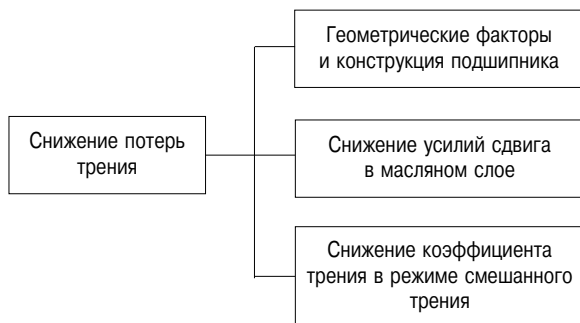 Геометрические факторы
и конструкция подшипника
Снижение потерь
трения
Снижение усилий сдвига
в масляном слое
Снижение коэффициента
трения в режиме смешанного
трения